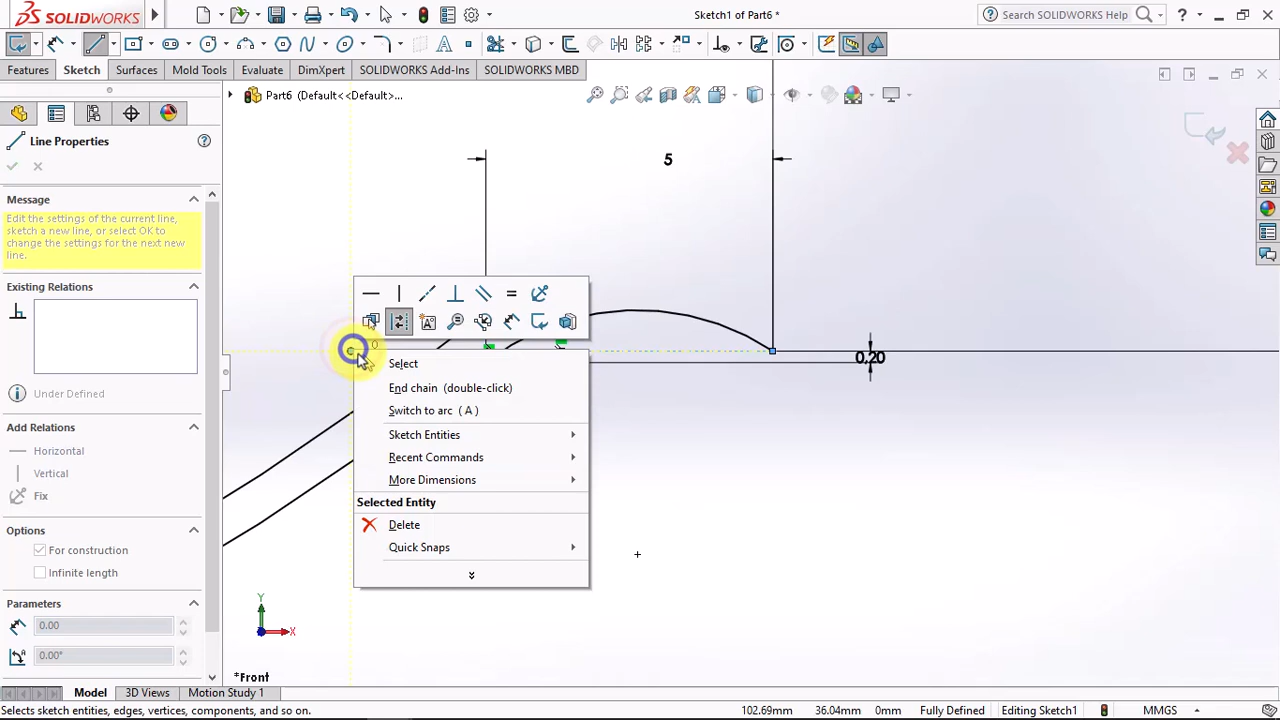 SOLIDWORKS
Sketch1 of Part6 *
Search SOLIDWORKS Help
?
Features
Sketch
Surfaces
Mold Tools
Evaluate
DimXpert
SOLIDWORKS Add-Ins
SOLIDWORKS MBD
Part6 (Default<<Default>...
Line Properties
?
Message
Edit the settings of the current line,
sketch a new line, or select OK to
change the settings for the next new
line.
Existing Relations
Under Defined
Add Relations
Horizontal
Vertical
Fix
Options
For construction
Infinite length
Parameters
0.00
0.00°
5
0
0,20
Select
End chain (double-click)
Switch to arc (A)
Sketch Entities
Recent Commands
More Dimensions
Selected Entity
Delete
Quick Snaps
Y
X
*Front
Model
3D Views
Motion Study 1
Selects sketch entities, edges, vertices, components, and so on.
102.69mm
36.04mm
0mm
Fully Defined
Editing Sketch1
MMGS